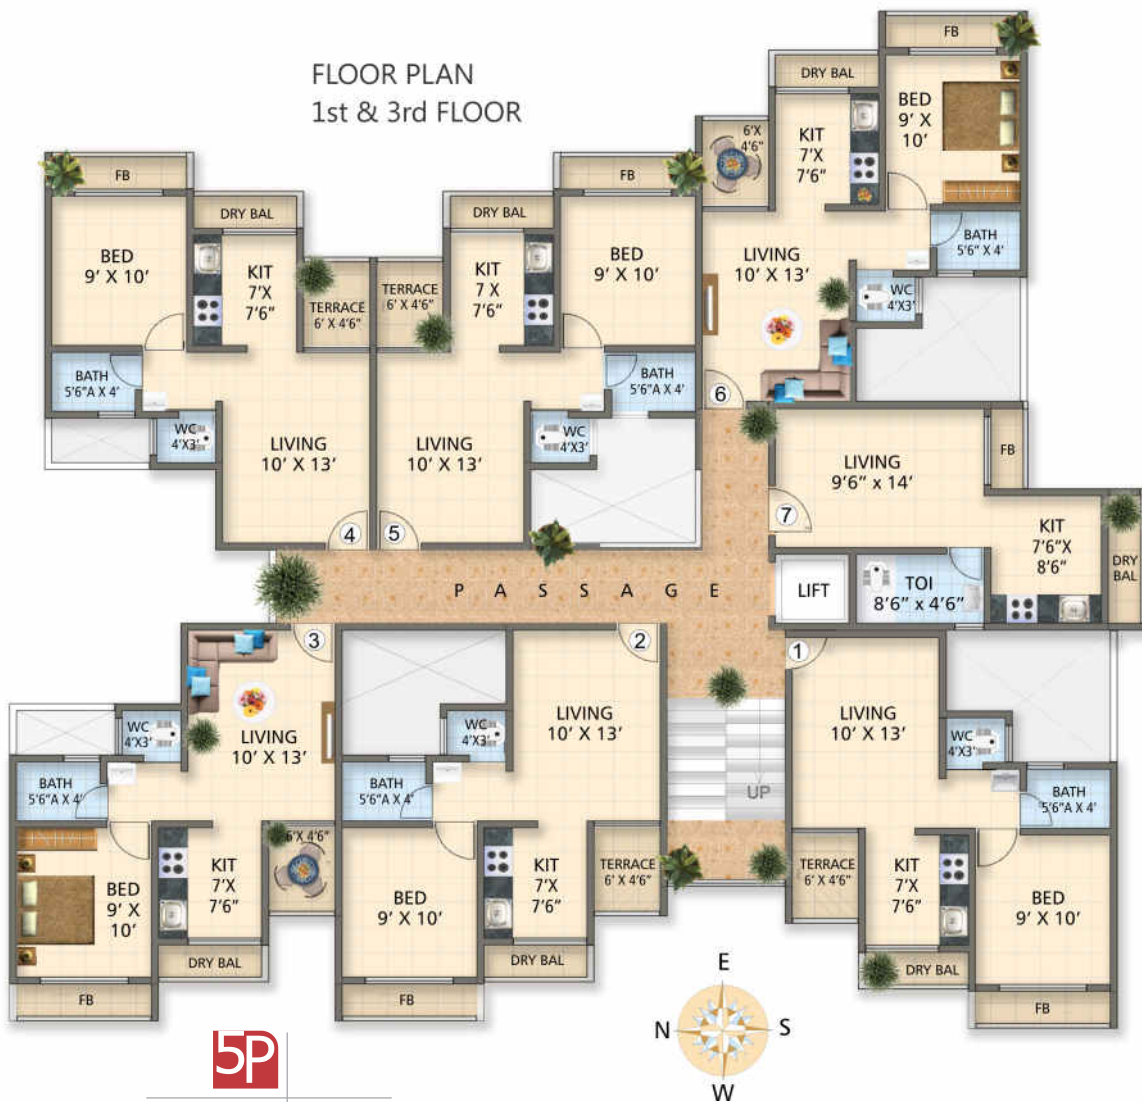 FLOOR PLAN
1st & 3rd FLOOR
FB
DRY BAL
BED
9' X
10'
KIT
7'X
7'6"
6'X
4'6"
LIVING
10' X 13'
BATH
5'6" X 4'
WC
4'X3'
6
FB
DRY BAL
BED
9' X 10'
KIT
7'X
7'6"
TERRACE
6' X 4'6"
BATH
5'6"A X 4'
WC
4'X3'
LIVING
10' X 13'
4
FB
DRY BAL
BED
9' X 10'
KIT
7 X
7'6"
TERRACE
6' X 4'6"
BATH
5'6"A X 4'
WC
4'X3'
LIVING
10' X 13'
5
LIVING
9'6" x 14'
FB
7
KIT
7'6"X
8'6"
DRY
BAL
TOI
8'6" x 4'6"
LIFT
PASSAGE
3
WC
4'X3'
LIVING
10' X 13'
BATH
5'6"A X 4'
6'X 4'6"
BED
9' X
10'
KIT
7'X
7'6"
DRY BAL
FB
2
LIVING
10' X 13'
WC
4'X3'
BATH
5'6"A X 4'
BED
9' X 10'
KIT
7'X
7'6"
TERRACE
6' X 4'6"
DRY BAL
FB
UP
1
LIVING
10' X 13'
WC
4'X3'
BATH
5'6"A X 4'
TERRACE
6' X 4'6"
KIT
7'X
7'6"
BED
9' X 10'
DRY BAL
FB
E
N
S
W
5P